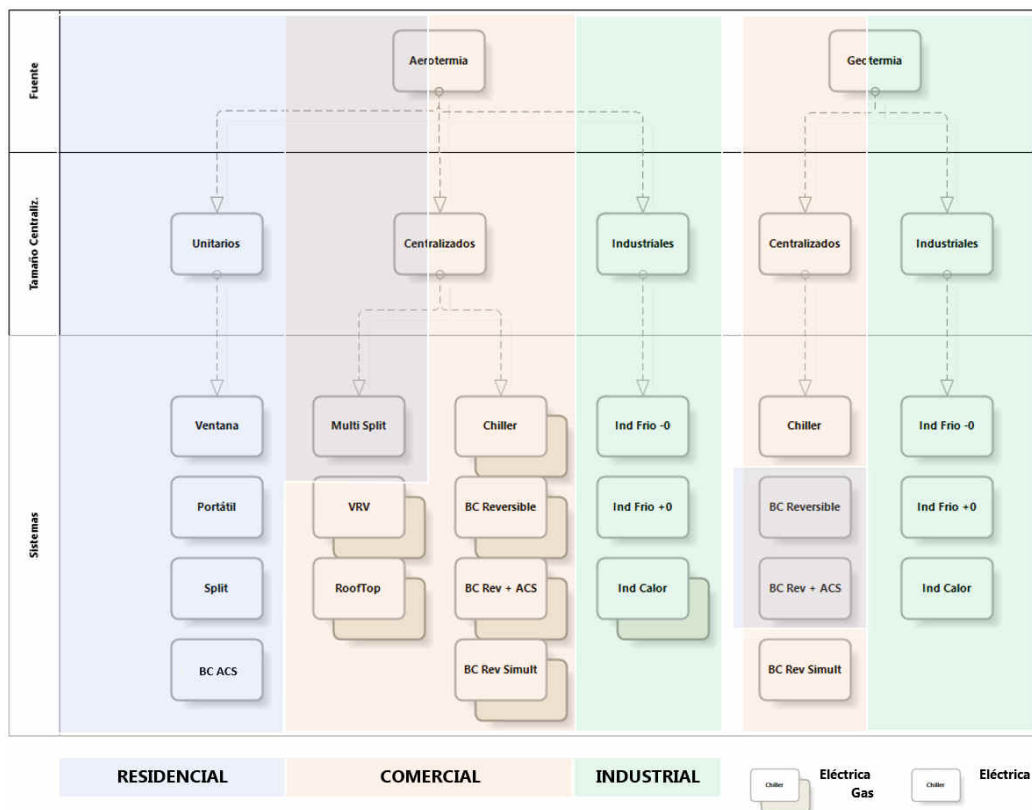 Fuente
Aerotermia
Geotermia
Tamaño Centraliz.
Unitarios
Centralizados
Industriales
Centralizados
Industriales
Sistemas
Ventana
Multi Split
Chiller
Ind Frio -0
Chiller
Ind Frio -0
Portátil
VRV
BC Reversible
Ind Frio +0
BC Reversible
Ind Frio +0
Split
RoofTop
BC Rev + ACS
Ind Calor
BC Rev + ACS
Ind Calor
BC ACS
BC Rev Simult
BC Rev Simult
RESIDENCIAL
COMERCIAL
INDUSTRIAL
Chiller
Eléctrica
Gas
Chiller
Eléctrica